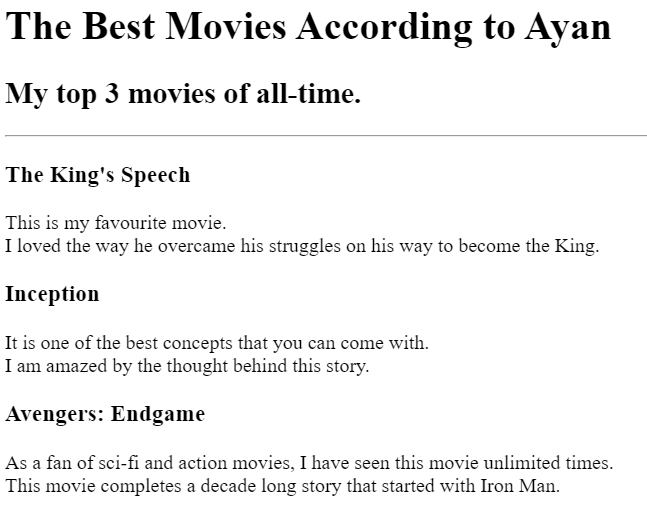 The Best Movies According to Ayan
My top 3 movies of all-time.
The King's Speech
This is my favourite movie.
I loved the way he overcame his struggles on his way to become the King.
Inception
It is one of the best concepts that you can come with.
I am amazed by the thought behind this story.
Avengers: Endgame
As a fan of sci-fi and action movies, I have seen this movie unlimited times.
This movie completes a decade long story that started with Iron Man.